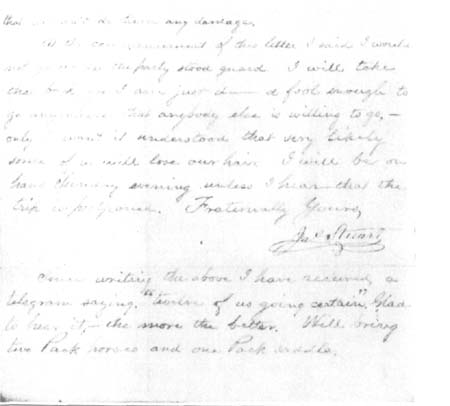 that we can't do them any damage.
At the commencement of this letter I said I would
not go unless the party stood guard. I will take
that back as I am just d—d fool enough to
go anywhere that anybody else is willing to go, —
only I want it understood that very likely
some of us will lose our hair. I will be on
hand evening unless I hear that the
trip is postponed. Fraternally Yours,
Jas Stuart
Since writing the above I have received a
telegram saying, "twelve of us going certain", Glad
to hear it, — the more the better. Will bring
two Pack horses and one Pack saddle.